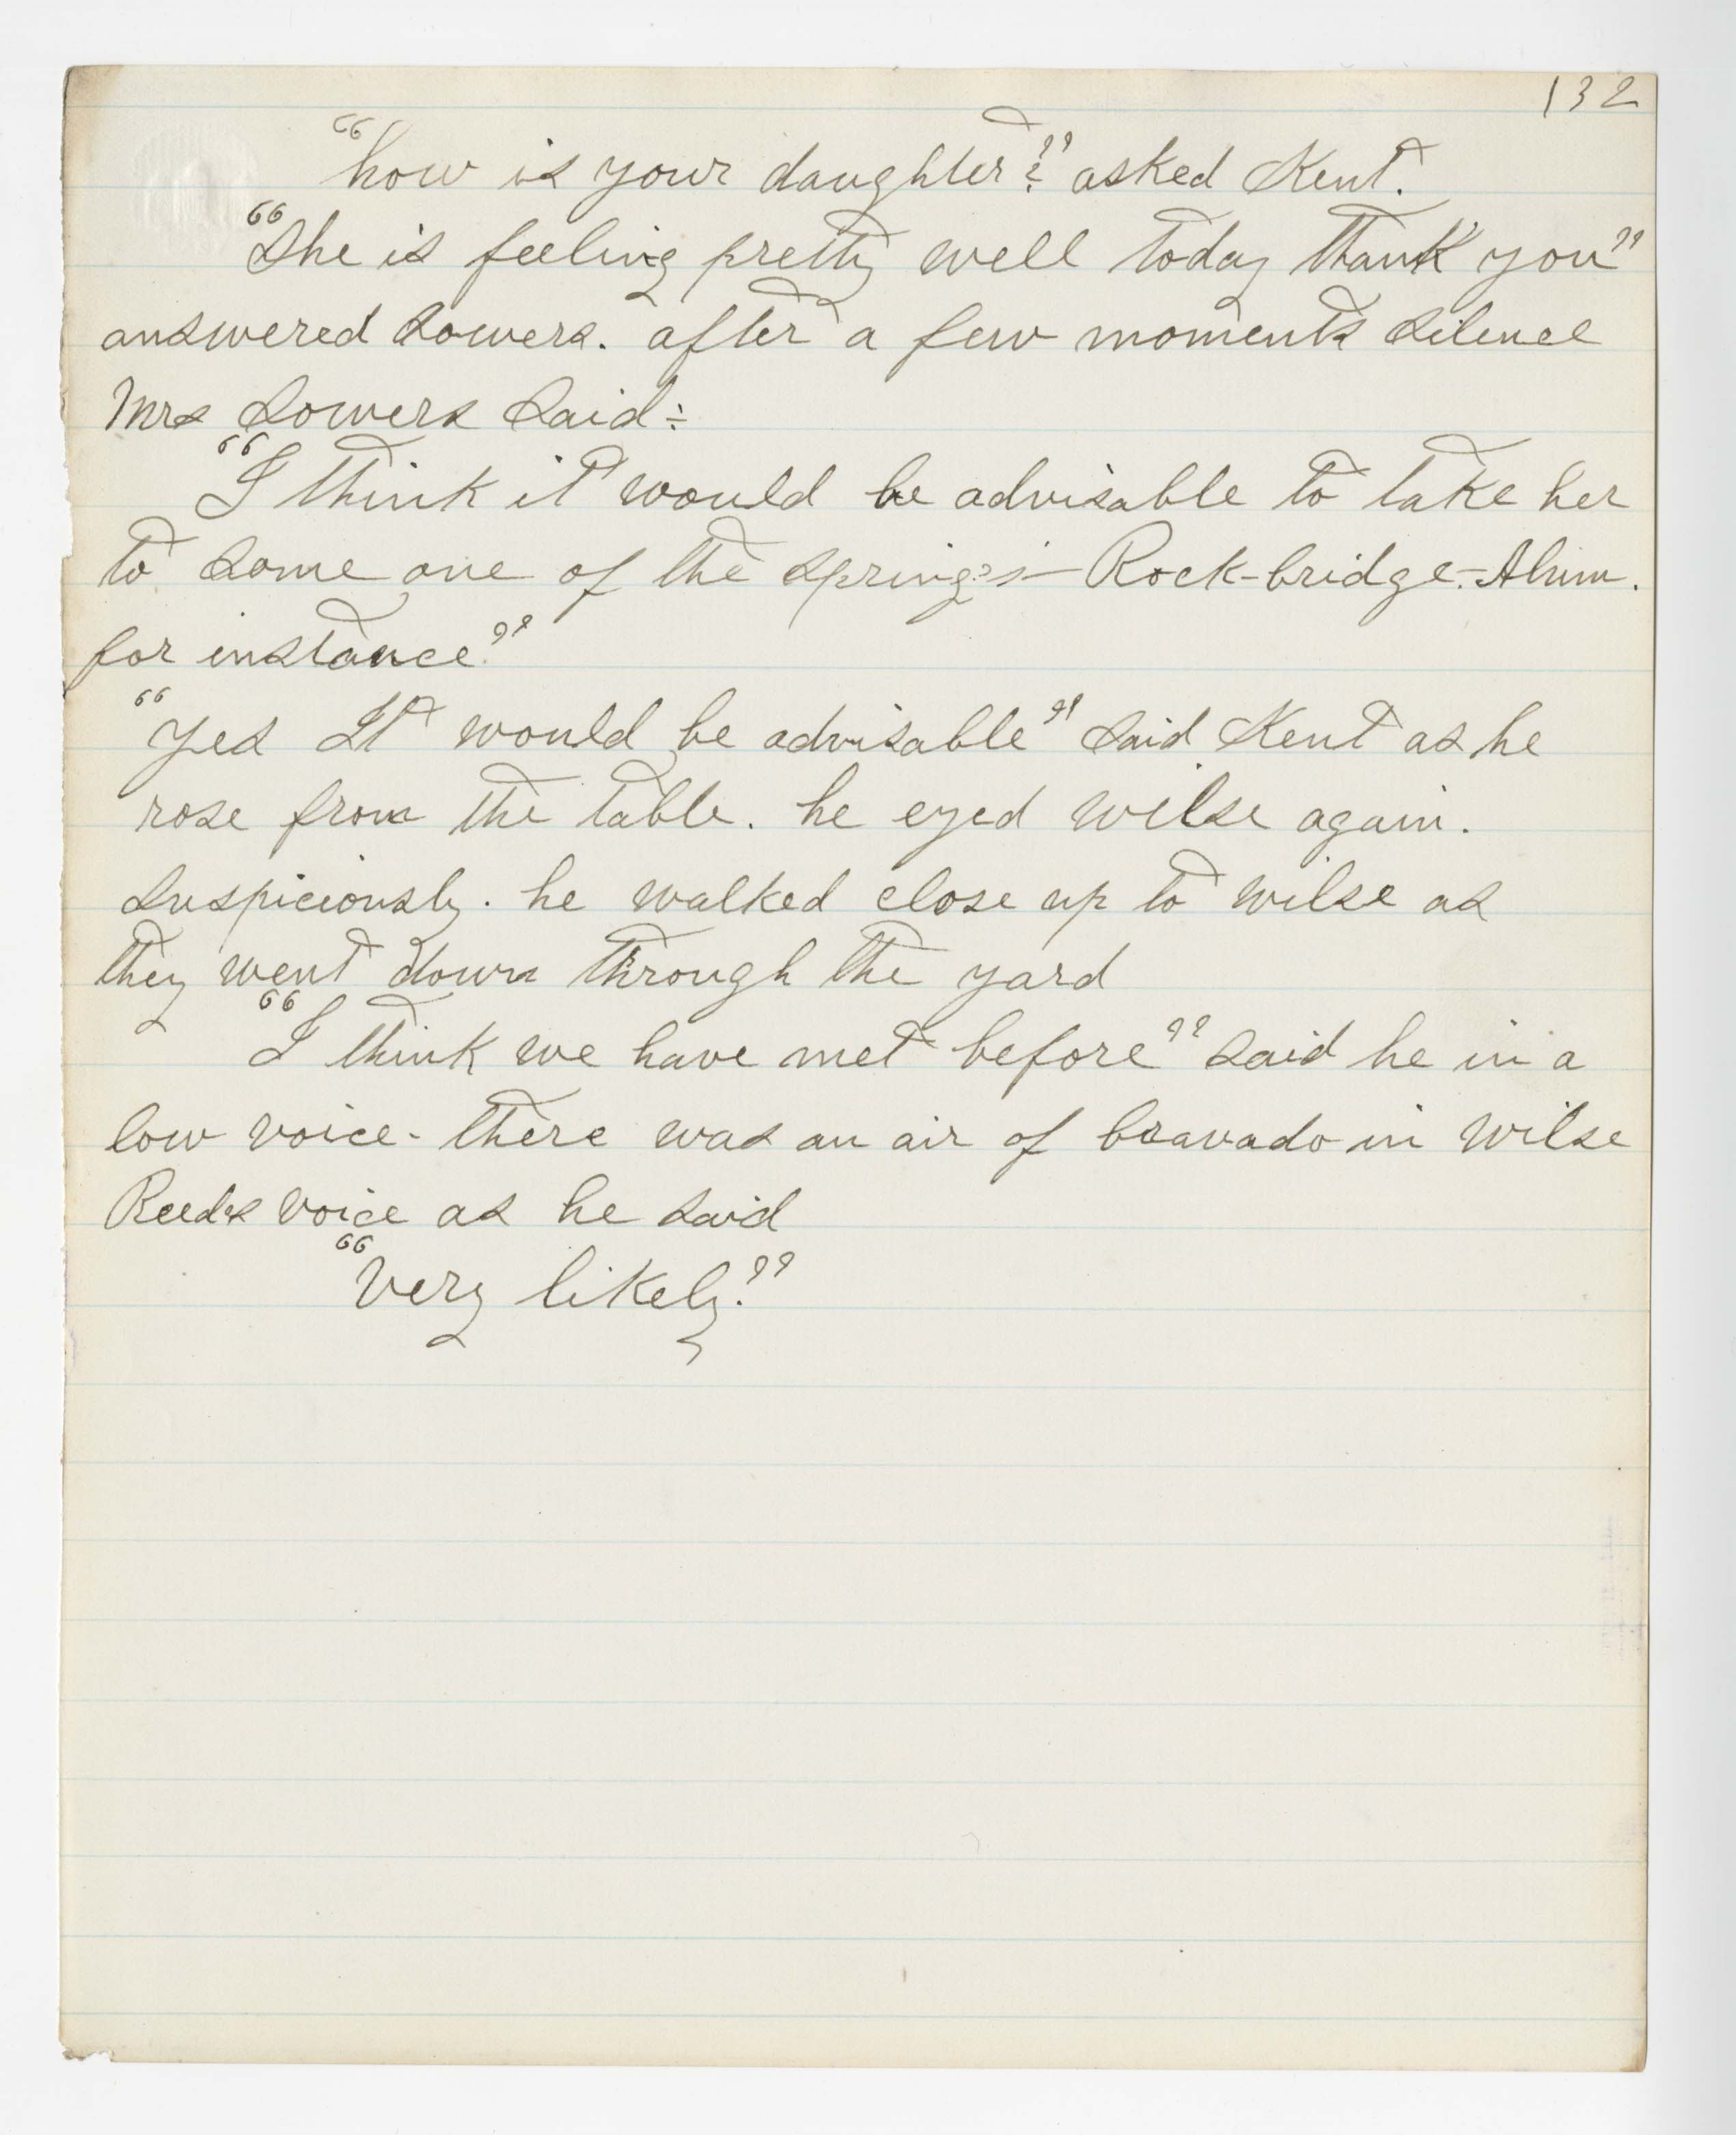 132
"how is your daughter?" asked Kent.
"She is feeling pretty well today thank you"
answered Sowers. after a few moments silence
Mrs Sowers said:
"I think it would be advisable to take her
to some one of the spring's - Rock-bridge-Alum.
for instance."
"Yes It would be advisable" said Kent as he
rose from the table. he eyed wilse again.
suspiciously. he walked close up to wilse as
they went down through the yard
"I think we have met before" said he in a
low voice - there was an air of bravado in wilse
Reed's voice as he said
"Very likely."